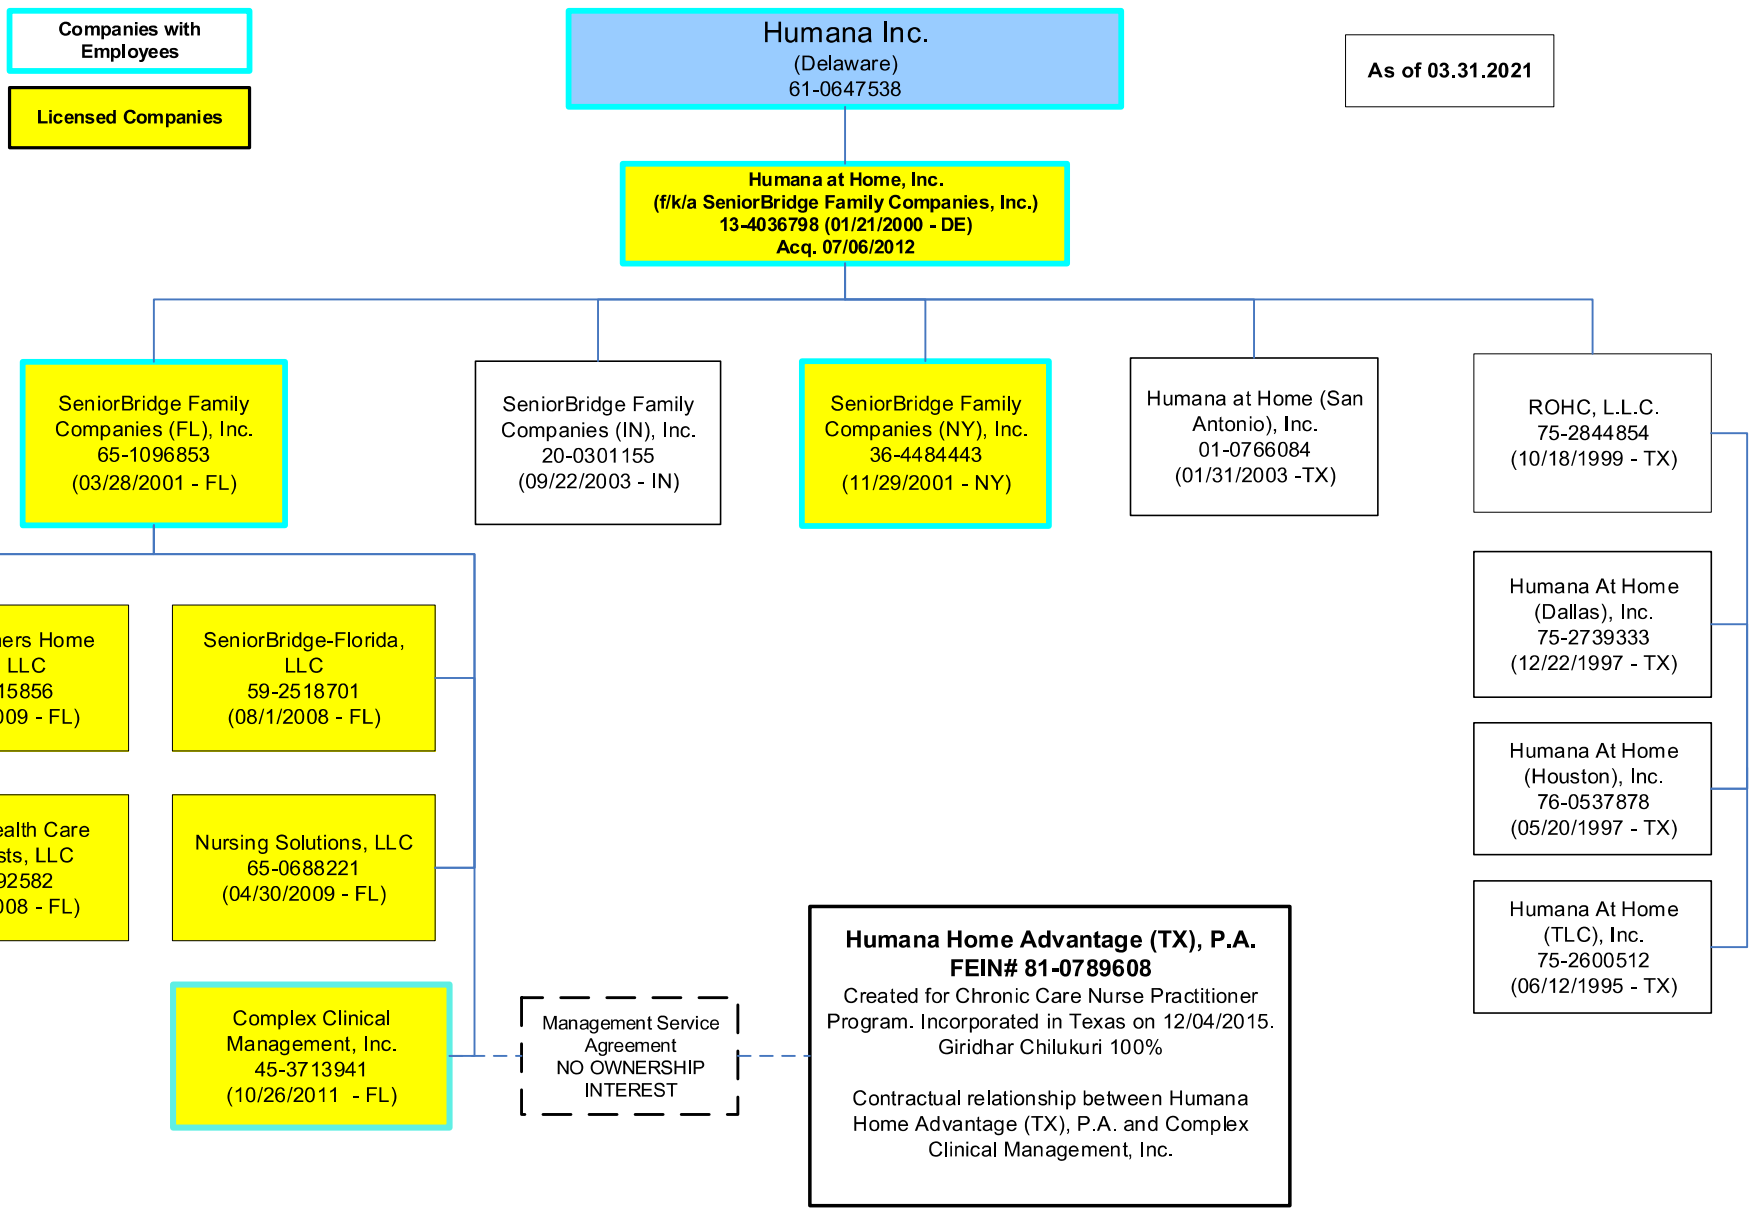 Companies with
Employees
Licensed Companies
Humana Inc.
(Delaware)
61-0647538
As of 03.31.2021
Humana at Home, Inc.
(f/k/a SeniorBridge Family Companies, Inc.)
13-4036798 (01/21/2000 - DE)
Acq. 07/06/2012
SeniorBridge Family
Companies (FL), Inc.
65-1096853
(03/28/2001 - FL)
SeniorBridge Family
Companies (IN), Inc.
20-0301155
(09/22/2003 - IN)
SeniorBridge Family
Companies (NY), Inc.
36-4484443
(11/29/2001 - NY)
Humana at Home (San
Antonio), Inc.
01-0766084
(01/31/2003 -TX)
ROHC, L.L.C.
75-2844854
(10/18/1999 - TX)
Home
LLC
15856
- FL)
SeniorBridge-Florida,
LLC
59-2518701
(08/1/2008 - FL)
Humana At Home
(Dallas), Inc.
75-2739333
(12/22/1997 - TX)
Care
LLC
92582
- FL)
Nursing Solutions, LLC
65-0688221
(04/30/2009 - FL)
Humana At Home
(Houston), Inc.
76-0537878
(05/20/1997 - TX)
Humana At Home
(TLC), Inc.
75-2600512
(06/12/1995 - TX)
Complex Clinical
Management, Inc.
45-3713941
(10/26/2011 - FL)
Management Service
Agreement
NO OWNERSHIP
INTEREST
Humana Home Advantage (TX), P.A.
FEIN# 81-0789608
Created for Chronic Care Nurse Practitioner
Program. Incorporated in Texas on 12/04/2015.
Giridhar Chilukuri 100%
Contractual relationship between Humana
Home Advantage (TX), P.A. and Complex
Clinical Management, Inc.